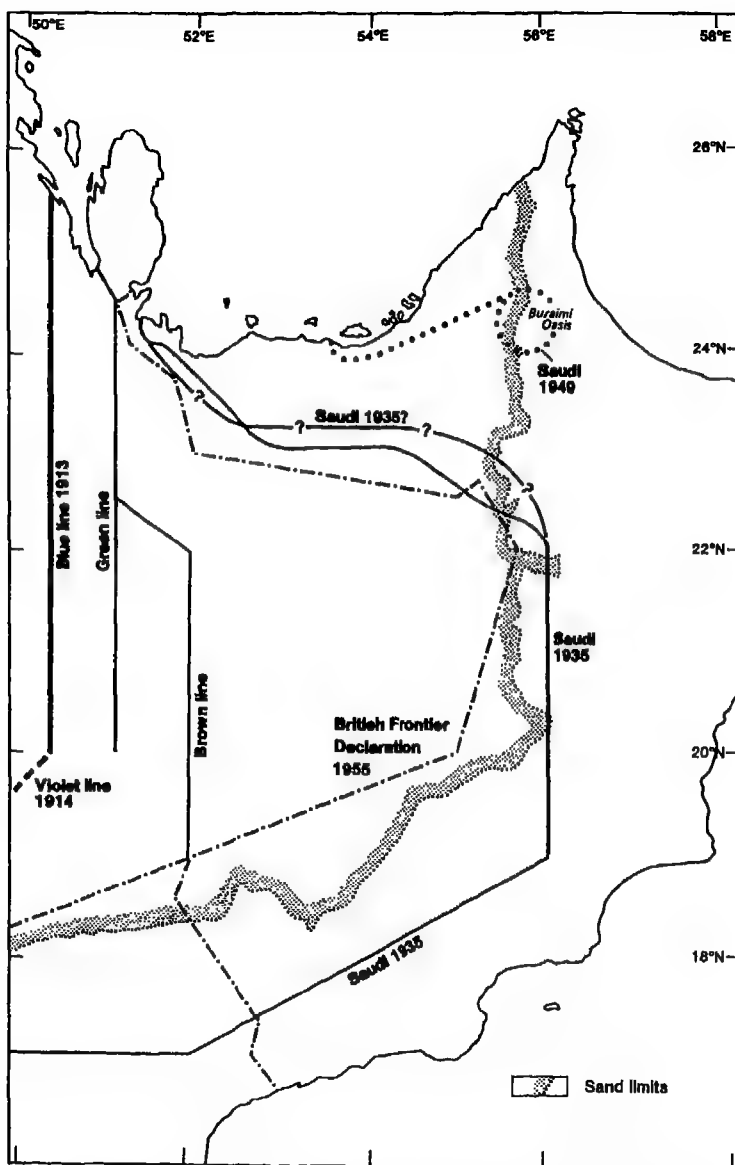 50°E
52°E
54°E
56°E
58°E
26°N
Buraimi
Oasis
24°N
Saudi
1949
?
Saudi 1935?
?
?
?
Blue line 1913
Green line
22°N
Saudi
1935
Brown line
British Frontier
Declaration
1955
20°N
Violet line
1914
Saudi 1935
18°N
Sand limits